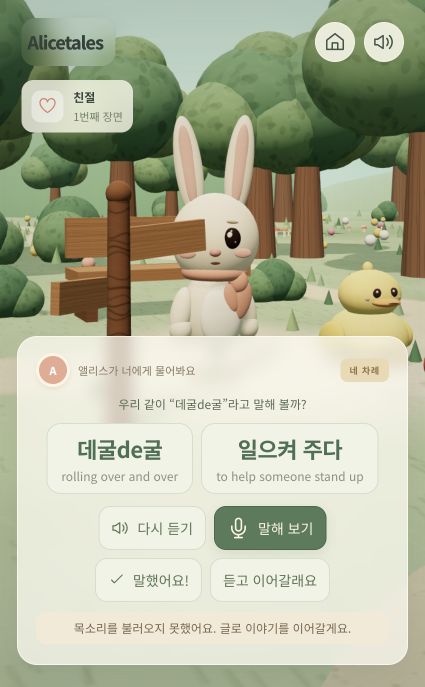 Alicetales
친절
1번째 장면
A
앨리스가 너에게 물어봐요
네 차례
우리 같이 “데굴de굴”라고 말해 볼까?
데굴de굴
rolling over and over
일으켜 주다
to help someone stand up
다시 듣기
말해 보기
말했어요!
듣고 이어갈래요
목소리를 불러오지 못했어요. 글로 이야기를 이어갈게요.